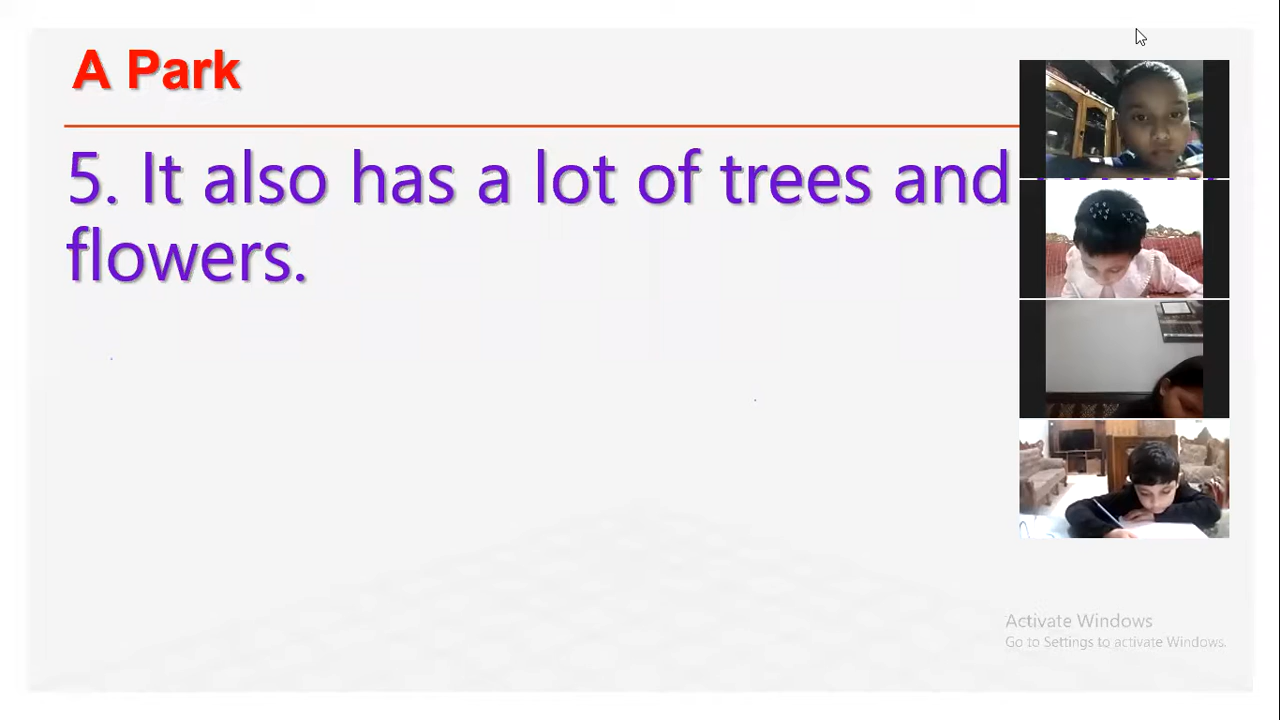 A Park
5. It also has a lot of trees and
flowers.
Activate Windows
Go to Settings to activate Windows.